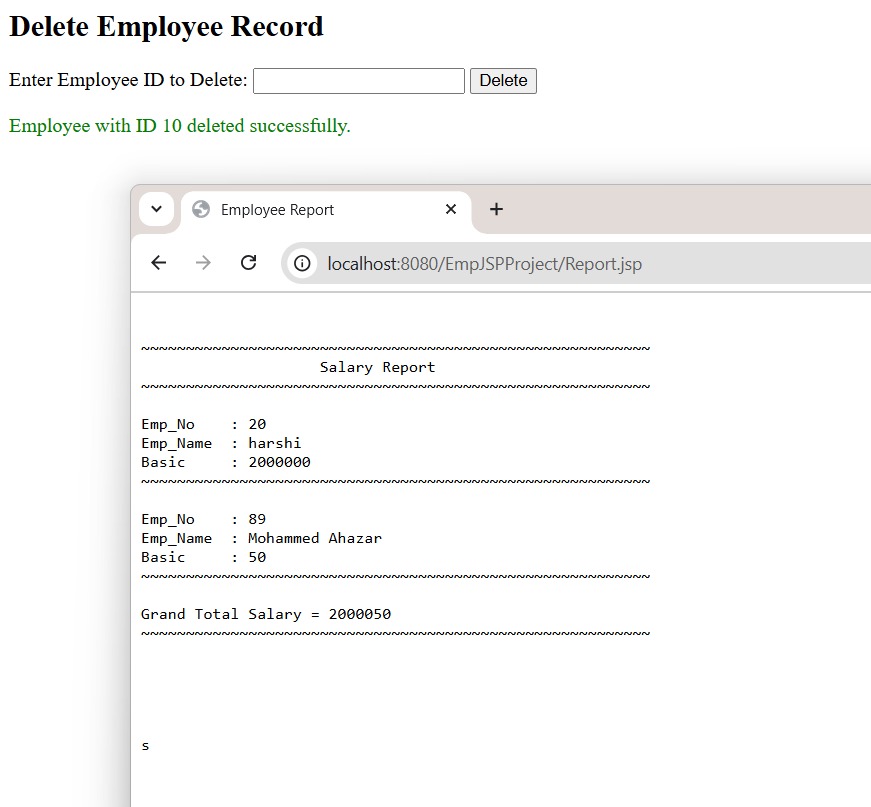 Delete Employee Record
Enter Employee ID to Delete: Delete
Employee with ID 10 deleted successfully.
Employee Report
localhost:8080/EmpJSPProject/Report.jsp
~~~~~~~~~~~~~~~~~~~~~~~~~~~~~~~~~~~~~~~~~~~~~~~~~~~~~~~~~
Salary Report
~~~~~~~~~~~~~~~~~~~~~~~~~~~~~~~~~~~~~~~~~~~~~~~~~~~~~~~~~
Emp_No    : 20
Emp_Name  : harshi
Basic     : 2000000
~~~~~~~~~~~~~~~~~~~~~~~~~~~~~~~~~~~~~~~~~~~~~~~~~~~~~~~~~
Emp_No    : 89
Emp_Name  : Mohammed Ahazar
Basic     : 50
~~~~~~~~~~~~~~~~~~~~~~~~~~~~~~~~~~~~~~~~~~~~~~~~~~~~~~~~~
Grand Total Salary = 2000050
~~~~~~~~~~~~~~~~~~~~~~~~~~~~~~~~~~~~~~~~~~~~~~~~~~~~~~~~~
s